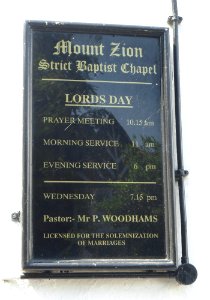 Mount Zion
Strict Baptist Chapel
LORDS DAY
PRAYER MEETING 10.15 am
MORNING SERVICE 11 am
EVENING SERVICE 6 pm
WEDNESDAY 7.15 pm
Pastor:- Mr P. WOODHAMS
LICENSED FOR THE SOLEMNIZATION
OF MARRIAGES